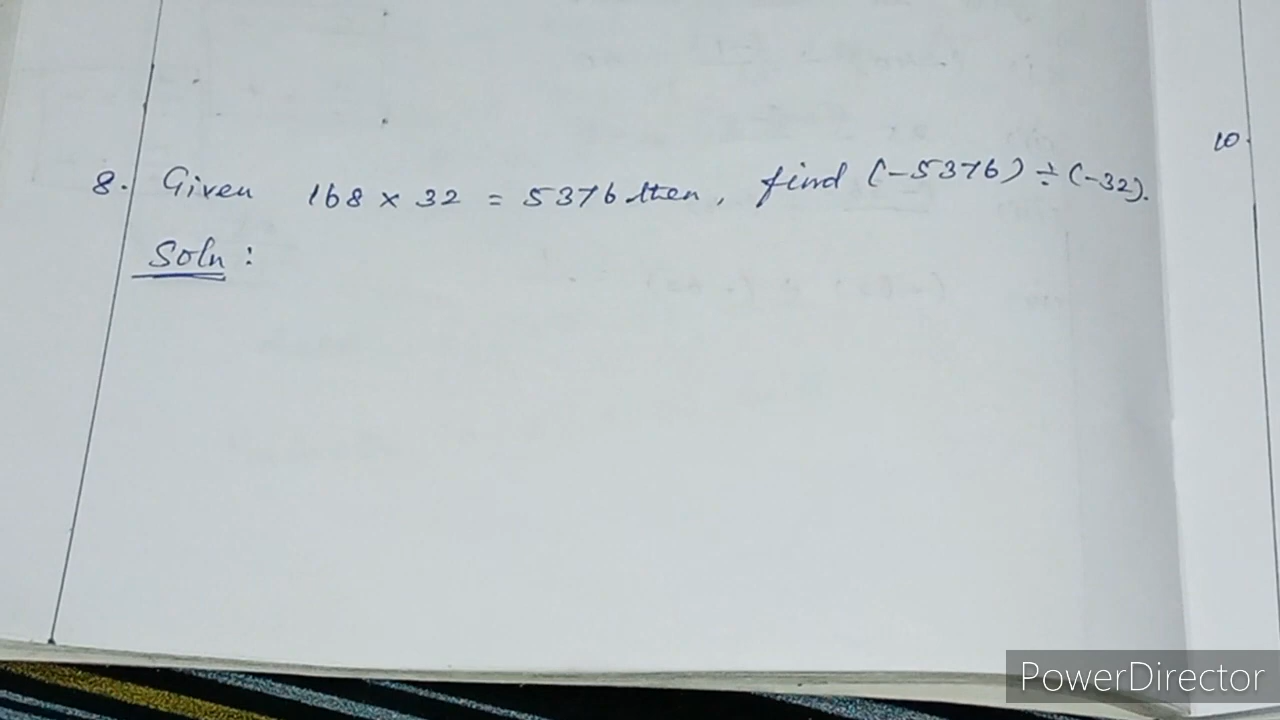 8. Given 168 × 32 = 5376 then, find (-5376) ÷ (-32).
Soln :
10.
PowerDirector